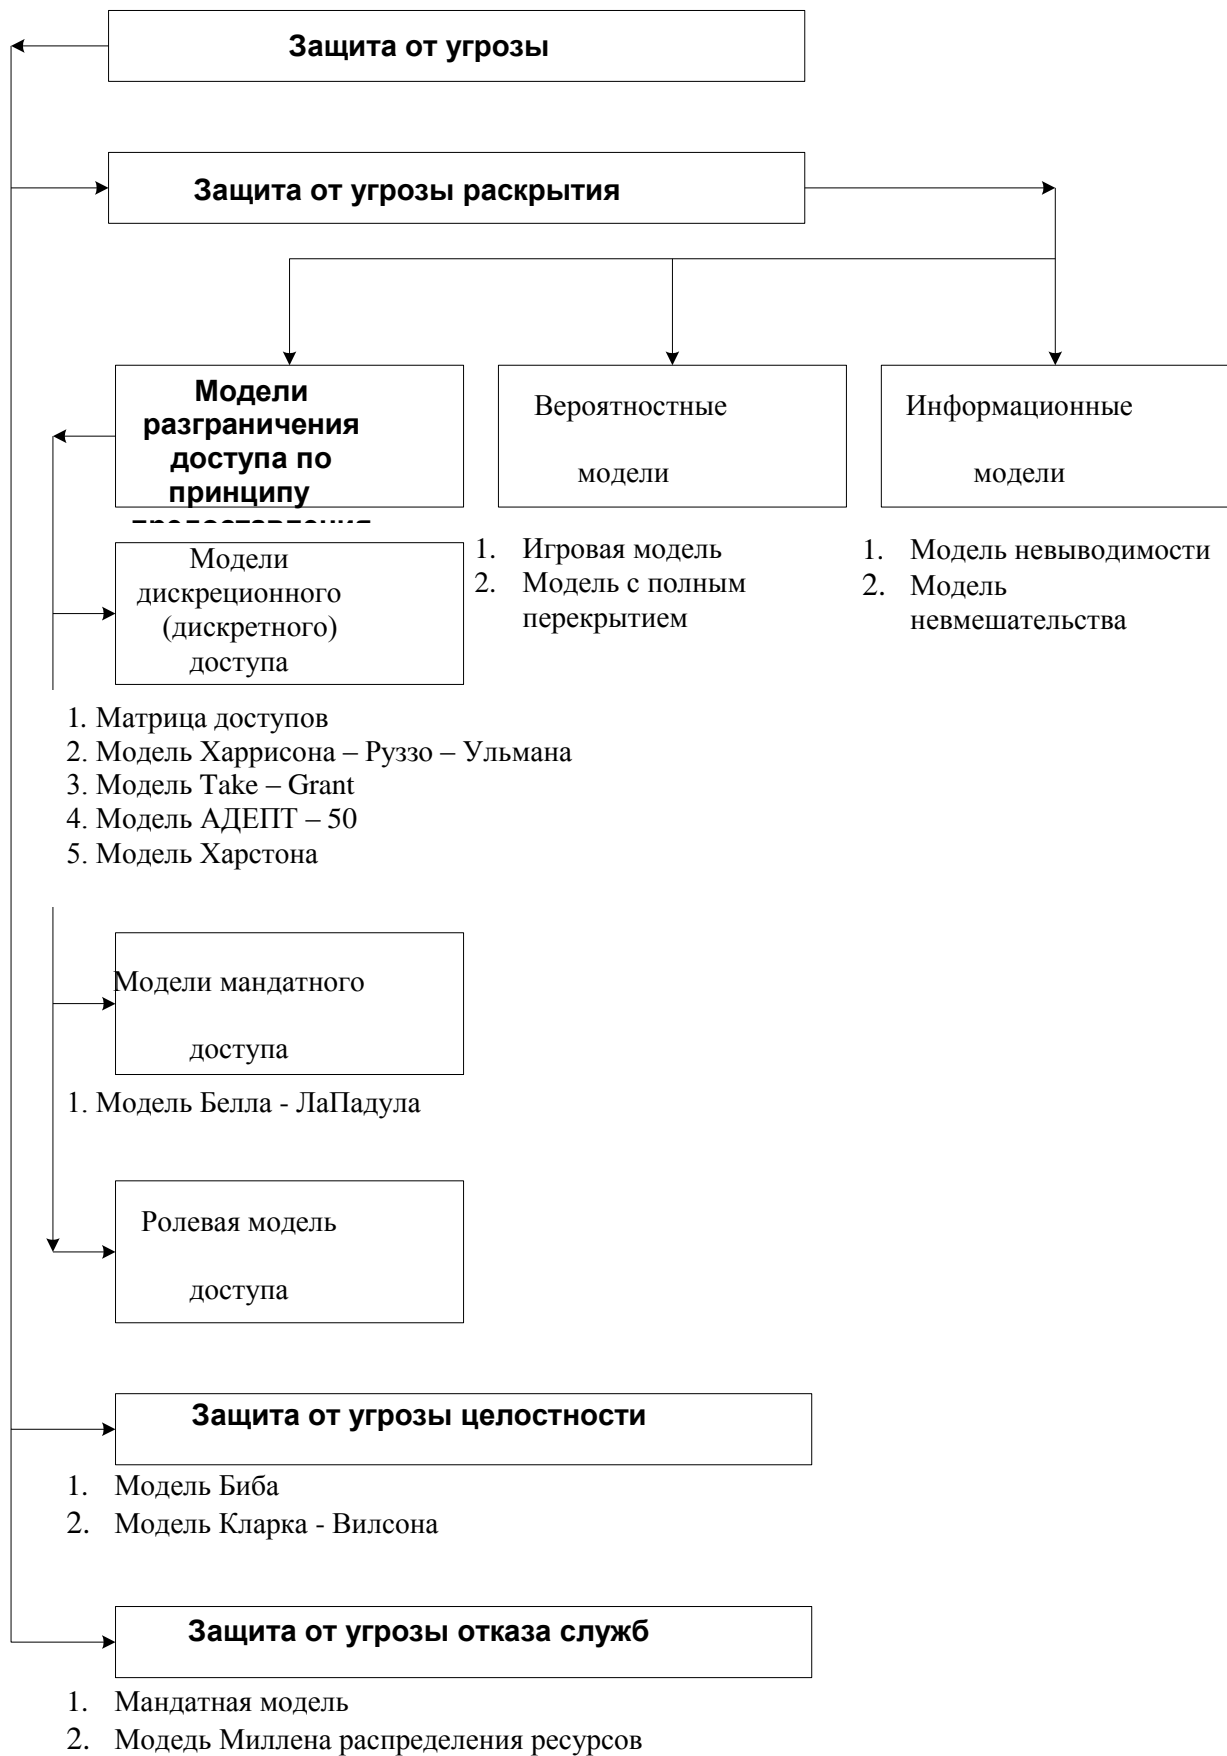 Защита от угрозы
Защита от угрозы раскрытия
Модели
разграничения
доступа по
принципу
предоставления
Вероятностные
модели
Информационные
модели
Модели
дискреционного
(дискретного)
доступа
1. Игровая модель
2. Модель с полным
перекрытием
1. Модель невыводимости
2. Модель
невмешательства
1. Матрица доступов
2. Модель Харрисона – Руззо – Ульмана
3. Модель Take – Grant
4. Модель АДЕПТ – 50
5. Модель Харстона
Модели мандатного
доступа
1. Модель Белла - ЛаПадула
Ролевая модель
доступа
Защита от угрозы целостности
1. Модель Биба
2. Модель Кларка - Вилсона
Защита от угрозы отказа служб
1. Мандатная модель
2. Модедь Миллена распределения ресурсов